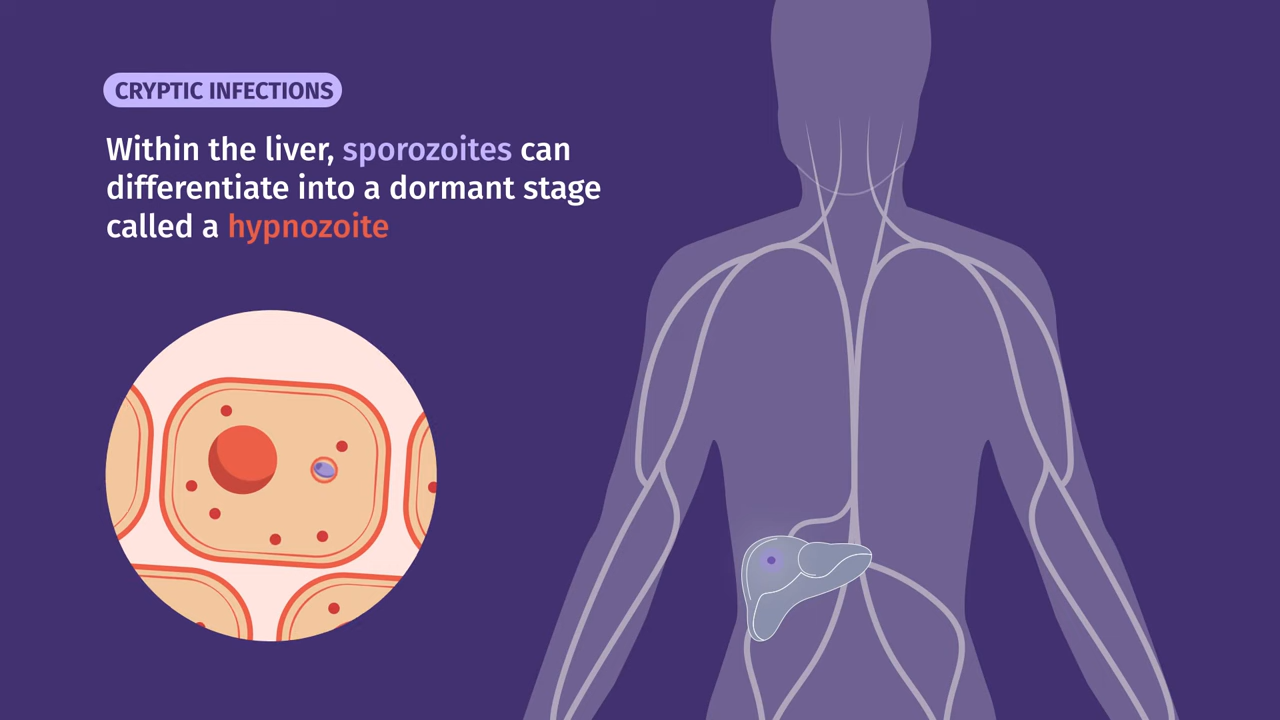 CRYPTIC INFECTIONS
Within the liver, sporozoites can
differentiate into a dormant stage
called a hypnozoite